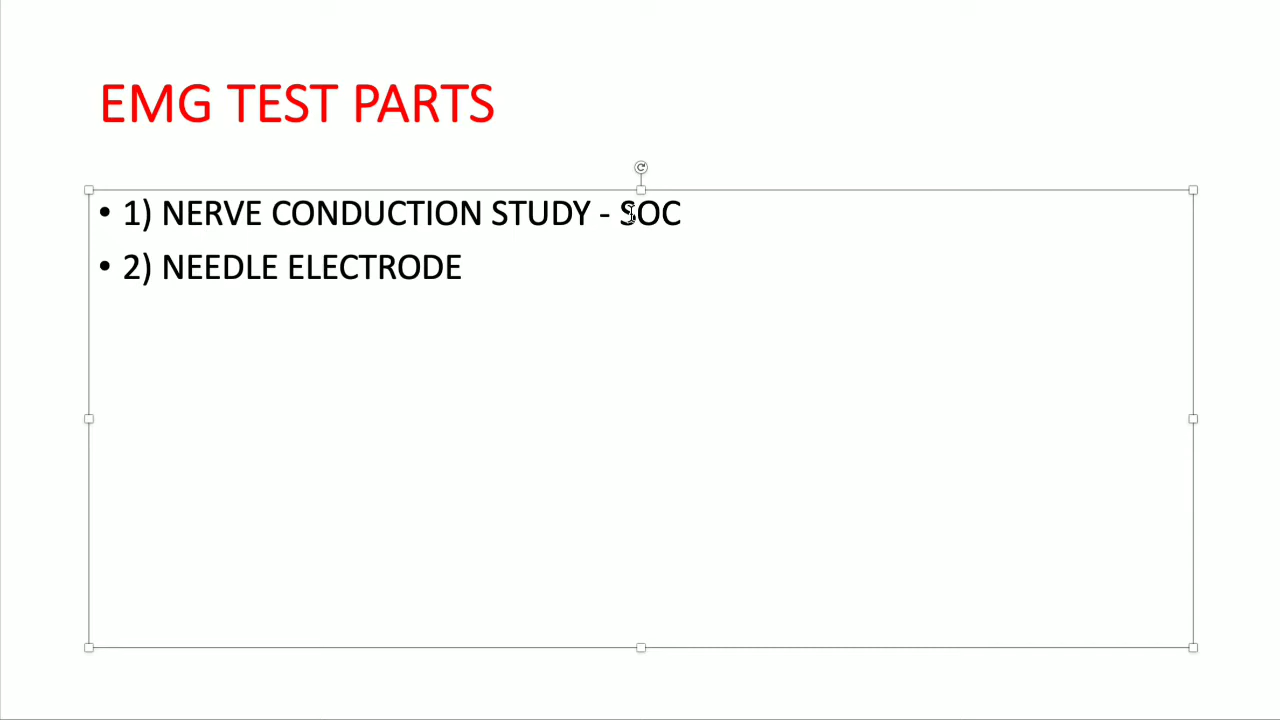 EMG TEST PARTS
• 1) NERVE CONDUCTION STUDY - SOC
• 2) NEEDLE ELECTRODE